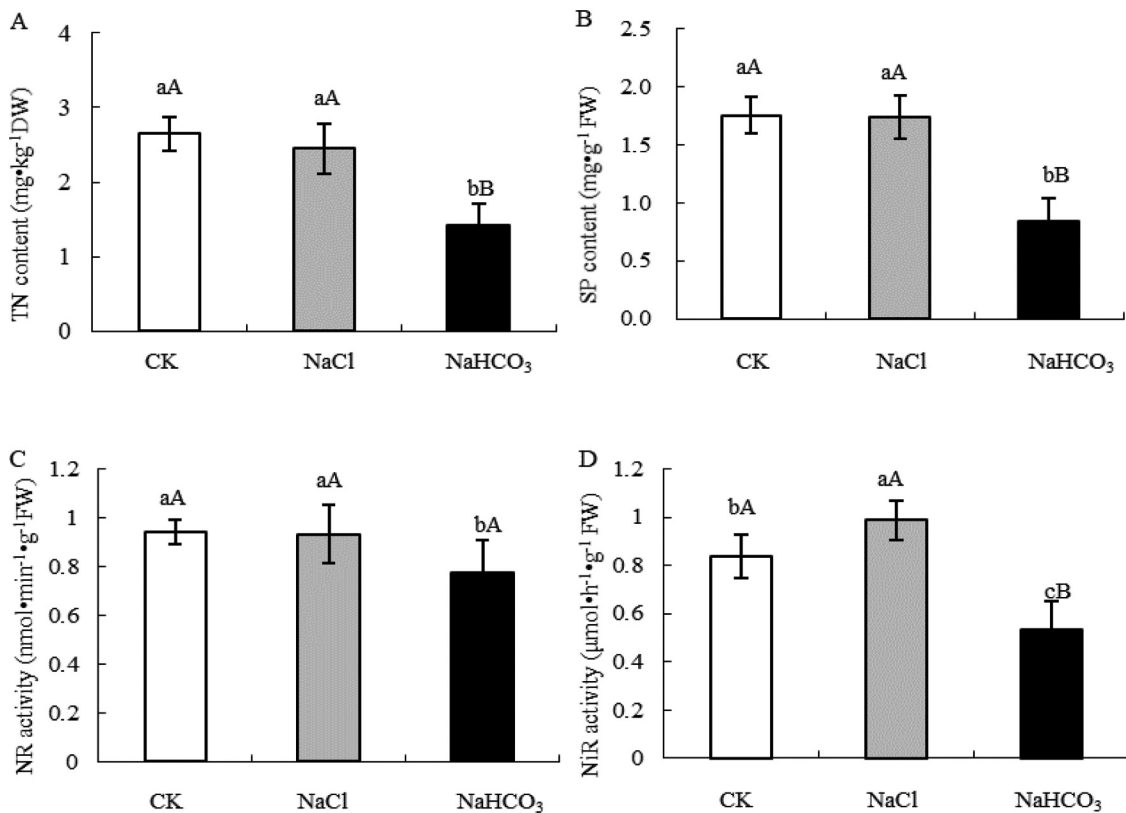 A
TN content (mg•kg⁻¹DW)
4
3
2
1
0
aA
aA
bB
CK
NaCl
NaHCO₃
B
SP content (mg•g⁻¹ FW)
2.5
2.0
1.5
1.0
0.5
0.0
aA
aA
bB
CK
NaCl
NaHCO₃
C
NR activity (nmol•min⁻¹•g⁻¹FW)
1.2
1
0.8
0.6
0.4
0.2
0
aA
aA
bA
CK
NaCl
NaHCO₃
D
NiR activity (μmol•h⁻¹•g⁻¹ FW)
1.2
1
0.8
0.6
0.4
0.2
0
bA
aA
cB
CK
NaCl
NaHCO₃